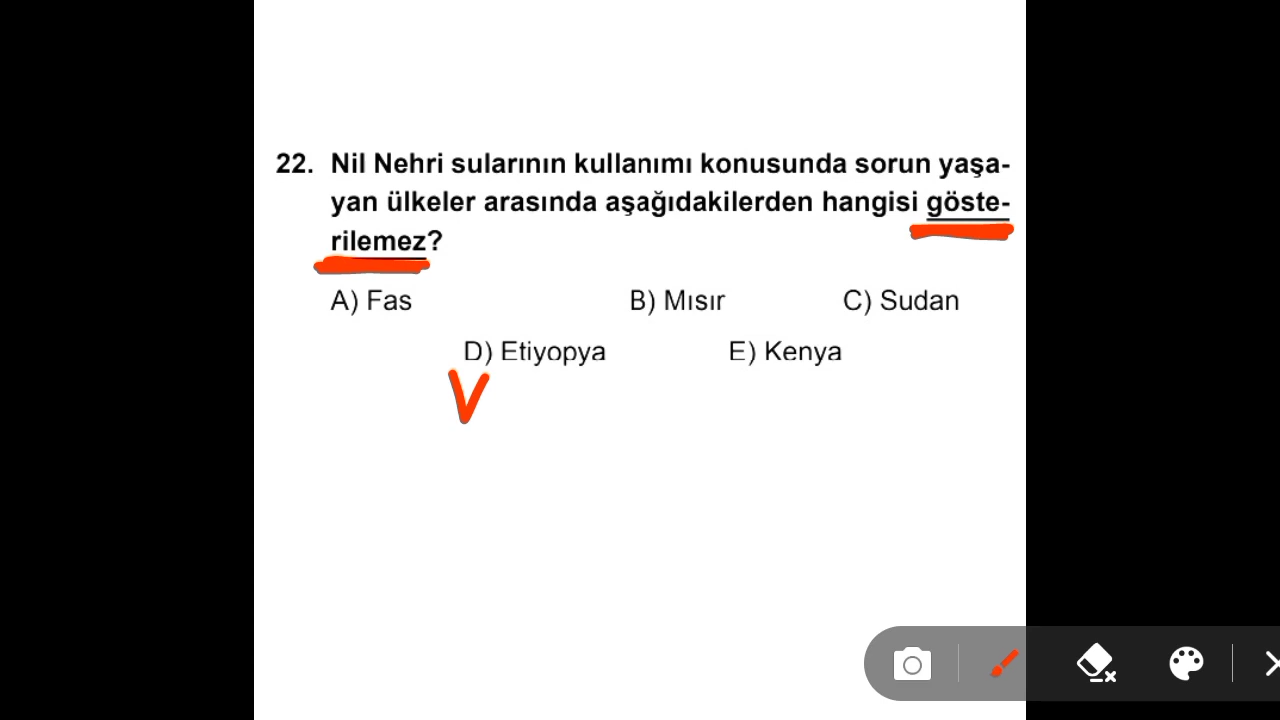 22. Nil Nehri sularının kullanımı konusunda sorun yaşa-
yan ülkeler arasında aşağıdakilerden hangisi göste-
rilemez?
A) Fas B) Mısır C) Sudan
D) Etiyopya E) Kenya